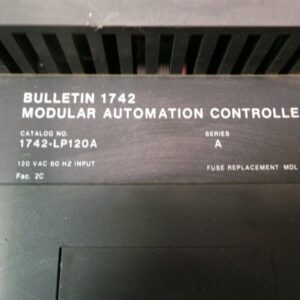 BULLETIN 1742
MODULAR AUTOMATION CONTROLLE
CATALOG NO. SERIES
1742-LP120A A
120 VAC 60 HZ INPUT FUSE REPLACEMENT MDL
Fac. 2C